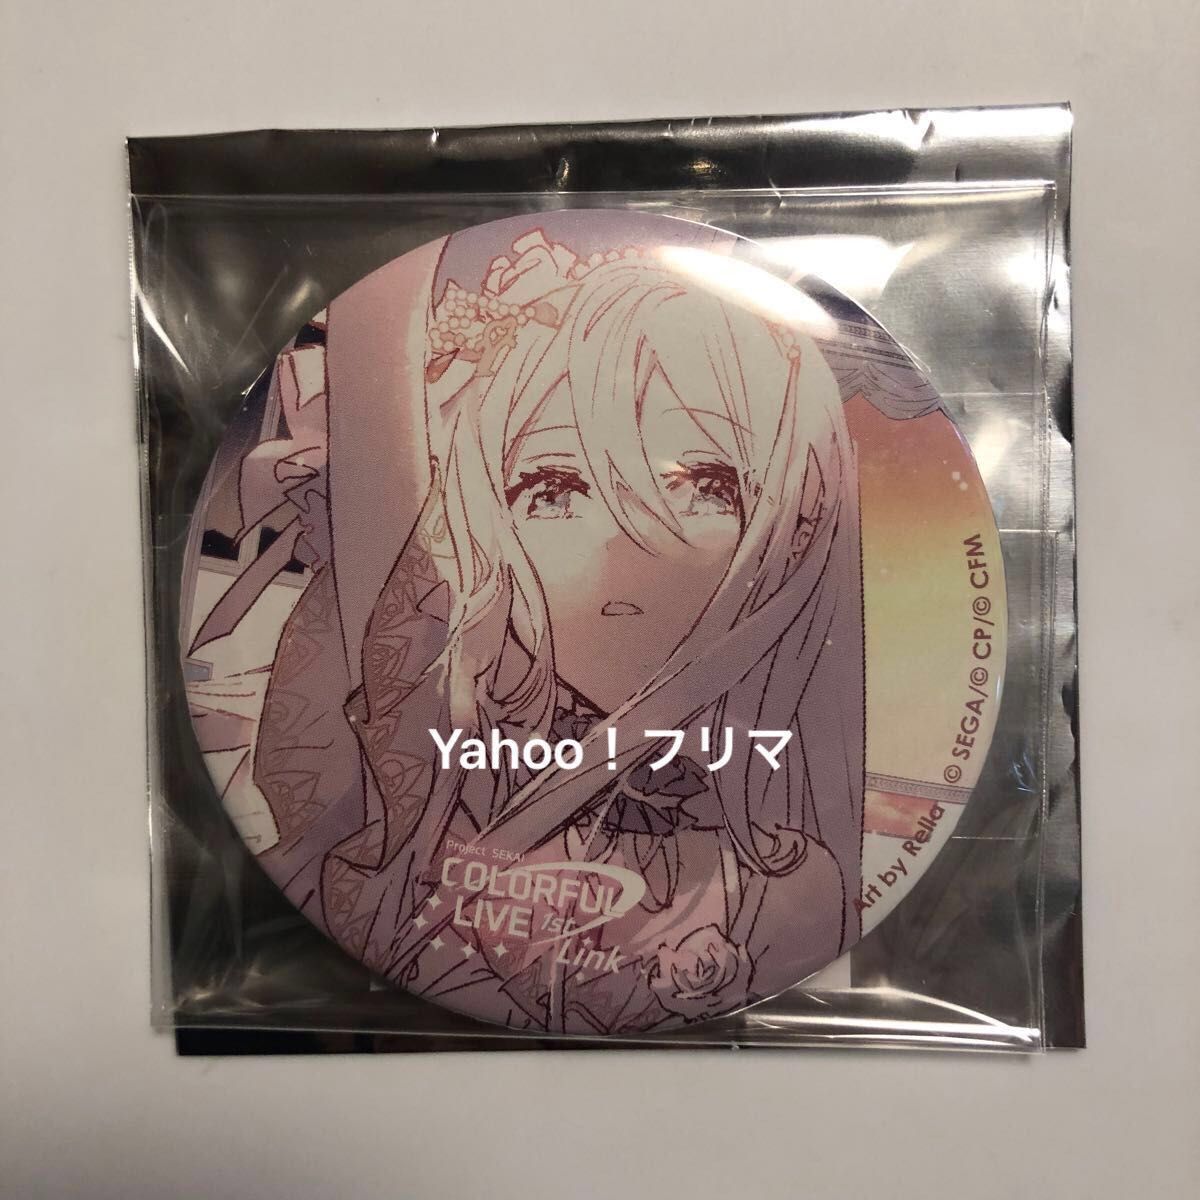 Yahoo！フリマ
Project SEKAI
COLORFUL
LIVE 1st
Link
Art by Rella
© SEGA/© CP/© CFM